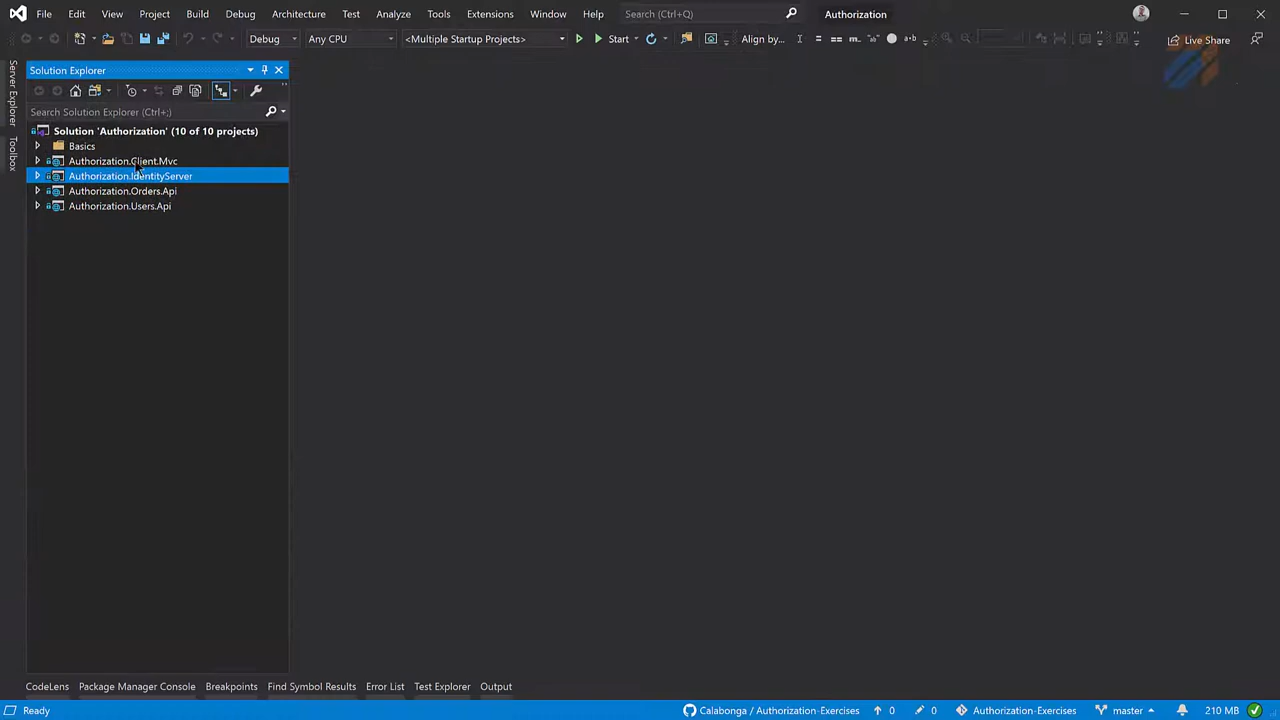 File Edit View Project Build Debug Architecture Test Analyze Tools Extensions Window Help Search (Ctrl+Q) Authorization
Debug Any CPU <Multiple Startup Projects> Start Align by... Live Share
Server Explorer
Toolbox
Solution Explorer
Search Solution Explorer (Ctrl+;)
Solution 'Authorization' (10 of 10 projects)
Basics
Authorization.Client.Mvc
Authorization.IdentityServer
Authorization.Orders.Api
Authorization.Users.Api
CodeLens Package Manager Console Breakpoints Find Symbol Results Error List Test Explorer Output
Ready Calabonga / Authorization-Exercises 0 0 Authorization-Exercises master 210 MB